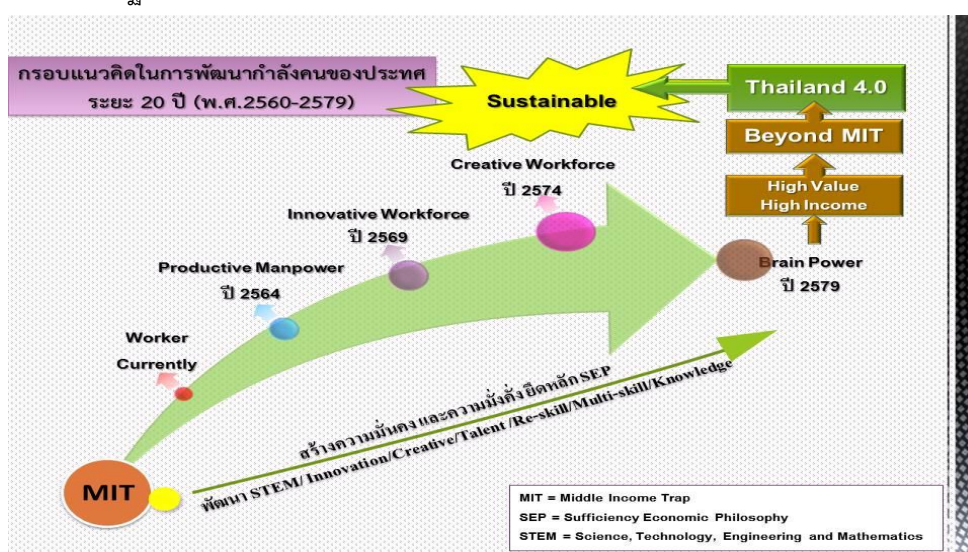 กรอบแนวคิดในการพัฒนากำลังคนของประทศ
ระยะ 20 ปี (พ.ศ.2560-2579)
Sustainable
Thailand 4.0
Beyond MIT
High Value
High Income
Creative Workforce
ปี 2574
Innovative Workforce
ปี 2569
Productive Manpower
ปี 2564
Brain Power
ปี 2579
Worker
Currently
สร้างความมั่นคง และความมั่งคั่ง ยึดหลัก SEP
พัฒนา STEM/ Innovation/Creative/Talent /Re-skill/Multi-skill/Knowledge
MIT
MIT = Middle Income Trap
SEP = Sufficiency Economic Philosophy
STEM = Science, Technology, Engineering and Mathematics